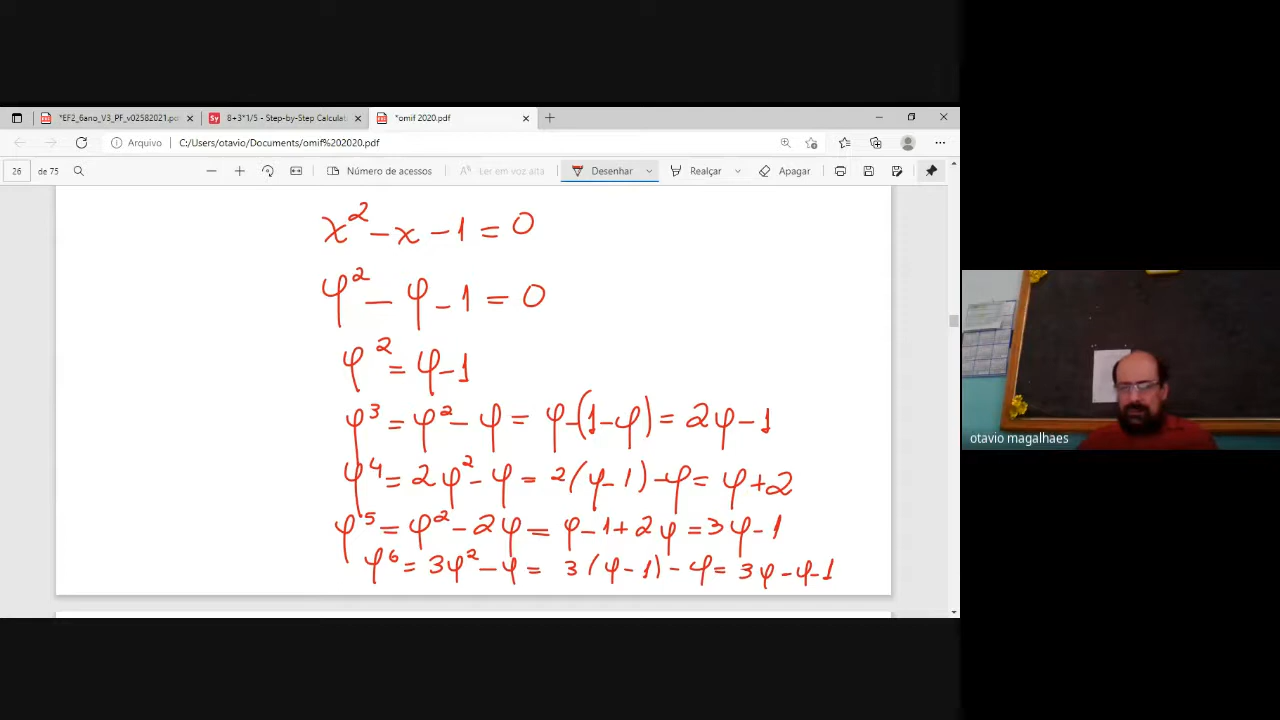 *EF2_6ano_V3_PF_v02582021.pd
8+3*1/5 - Step-by-Step Calculat
*omif 2020.pdf
Arquivo C:/Users/otavio/Documents/omif%202020.pdf
26 de 75 Número de acessos Ler em voz alta Desenhar Realçar Apagar
x² - x - 1 = 0
φ² - φ - 1 = 0
φ² = φ - 1
φ³ = φ² - φ = φ - (1 - φ) = 2φ - 1
φ⁴ = 2φ² - φ = 2(φ - 1) - φ = φ + 2
φ⁵ = φ² - 2φ = φ - 1 + 2φ = 3φ - 1
φ⁶ = 3φ² - φ = 3(φ - 1) - φ = 3φ - φ - 1
otavio magalhaes